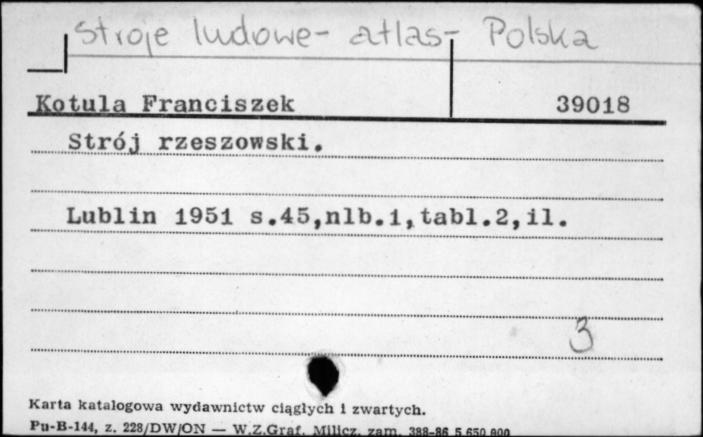 Stroje ludowe - atlas - Polska
Kotula Franciszek 39018
Strój rzeszowski.
Lublin 1951 s.45,nlb.1,tabl.2,il.
3
Karta katalogowa wydawnictw ciągłych i zwartych.
Pu-B-144, z. 228/DW/ON — W.Z.Graf. Milicz, zam. 388-86 5 650 000